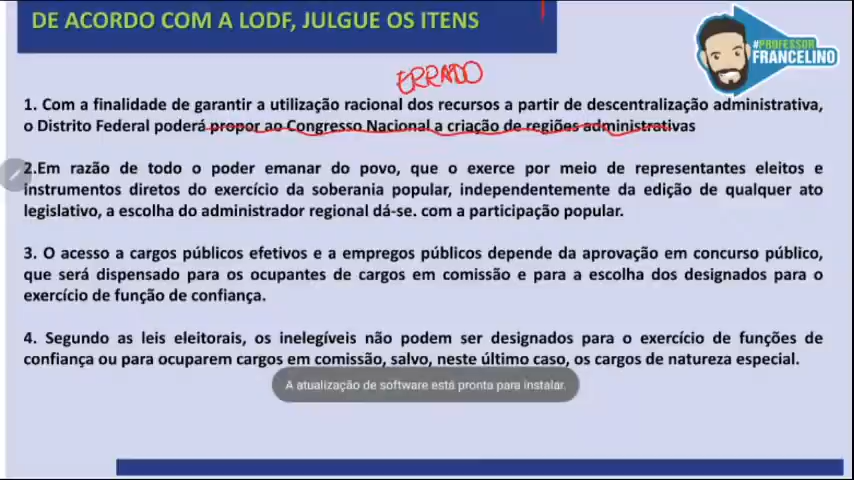 DE ACORDO COM A LODF, JULGUE OS ITENS
#PROFESSOR
FRANCELINO
ERRADO
1. Com a finalidade de garantir a utilização racional dos recursos a partir de descentralização administrativa,
o Distrito Federal poderá propor ao Congresso Nacional a criação de regiões administrativas
2.Em razão de todo o poder emanar do povo, que o exerce por meio de representantes eleitos e
instrumentos diretos do exercício da soberania popular, independentemente da edição de qualquer ato
legislativo, a escolha do administrador regional dá-se. com a participação popular.
3. O acesso a cargos públicos efetivos e a empregos públicos depende da aprovação em concurso público,
que será dispensado para os ocupantes de cargos em comissão e para a escolha dos designados para o
exercício de função de confiança.
4. Segundo as leis eleitorais, os inelegíveis não podem ser designados para o exercício de funções de
confiança ou para ocuparem cargos em comissão, salvo, neste último caso, os cargos de natureza especial.
A atualização de software está pronta para instalar.